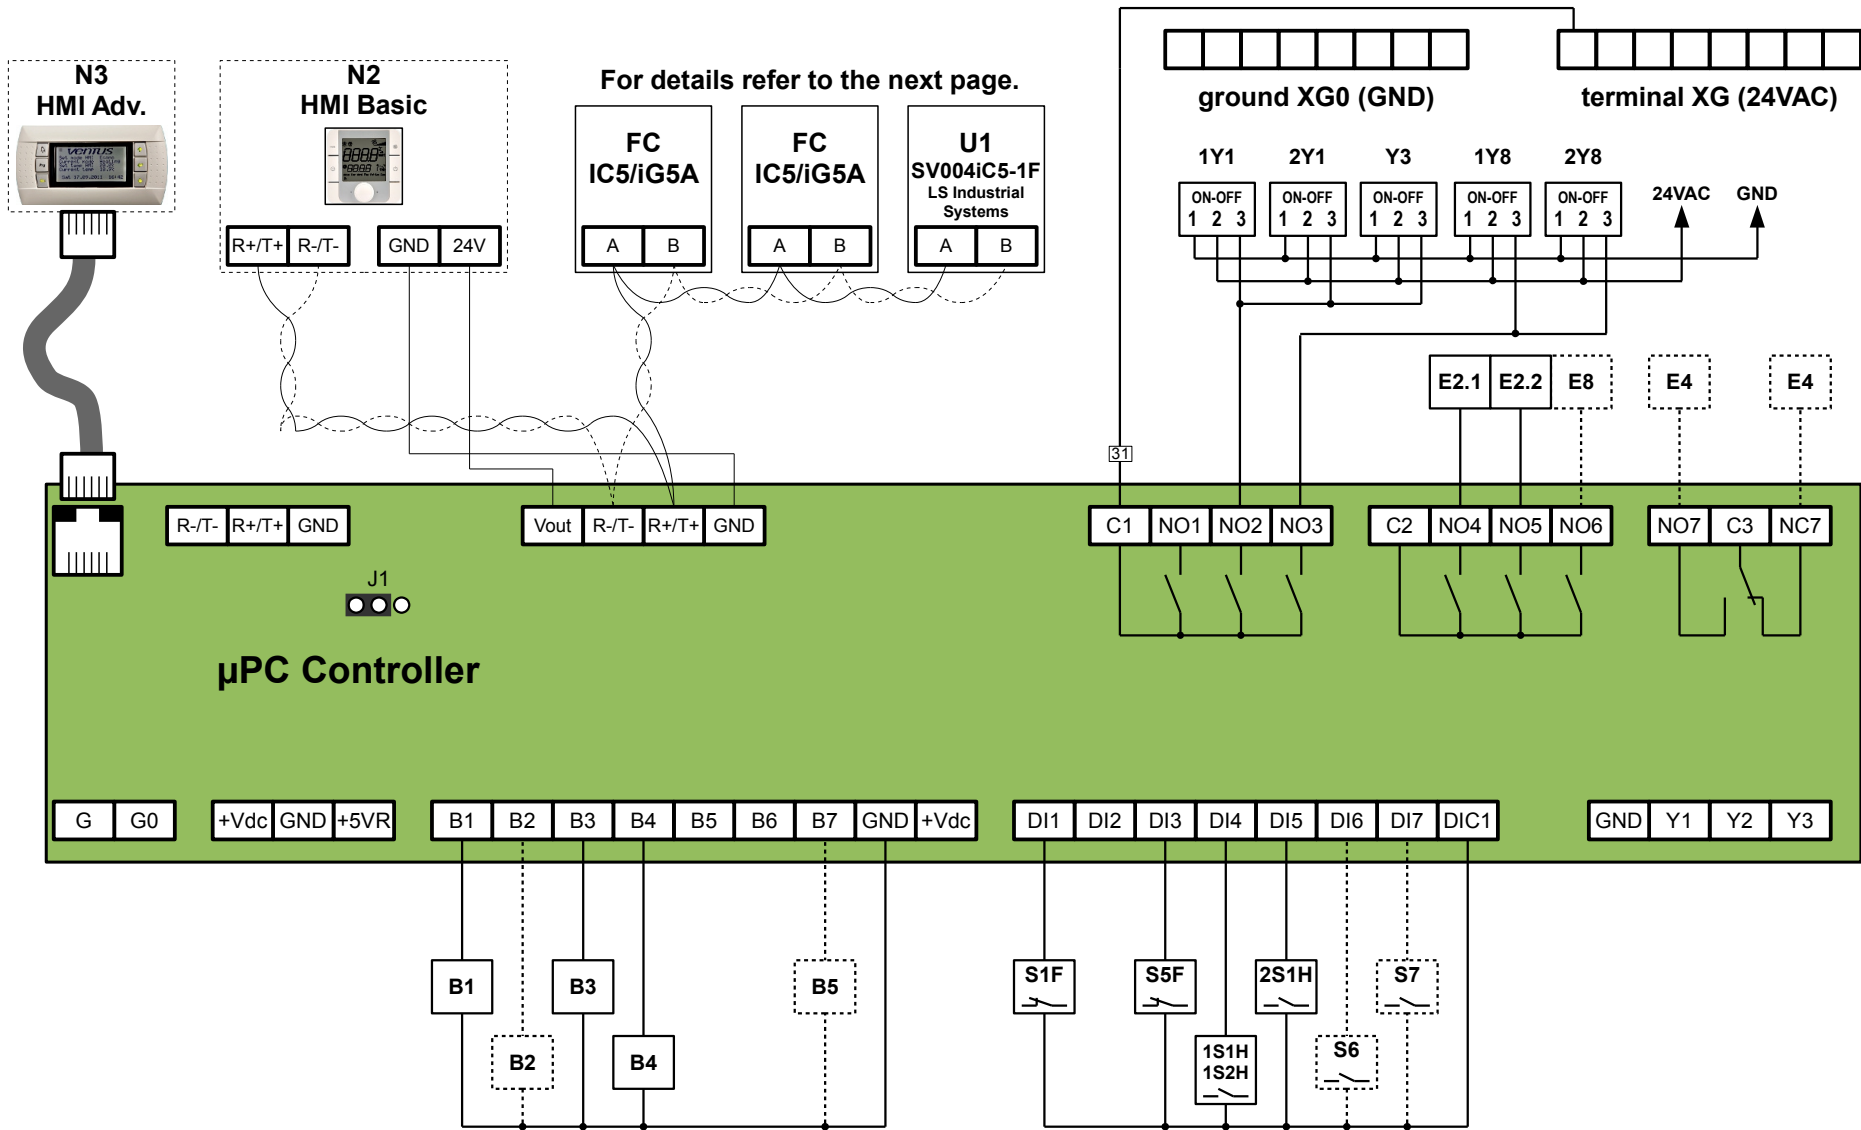 N3
HMI Adv.
N2
HMI Basic
For details refer to the next page.
FC
IC5/iG5A
FC
IC5/iG5A
U1
SV004iC5-1F
LS Industrial
Systems
ground XG0 (GND)
terminal XG (24VAC)
1Y1 2Y1 Y3 1Y8 2Y8
ON-OFF ON-OFF ON-OFF ON-OFF ON-OFF
1 2 3 1 2 3 1 2 3 1 2 3 1 2 3
24VAC GND
ventus
R+/T+ R-/T- GND 24V
A B A B A B
E2.1 E2.2 E8 E4 E4
31
R-/T- R+/T+ GND
Vout R-/T- R+/T+ GND
C1 NO1 NO2 NO3
C2 NO4 NO5 NO6
NO7 C3 NC7
J1
µPC Controller
G G0
+Vdc GND +5VR
B1 B2 B3 B4 B5 B6 B7 GND +Vdc
DI1 DI2 DI3 DI4 DI5 DI6 DI7 DIC1
GND Y1 Y2 Y3
B1 B3 B5
S1F S5F 2S1H S7
B2 B4
1S1H
1S2H
S6